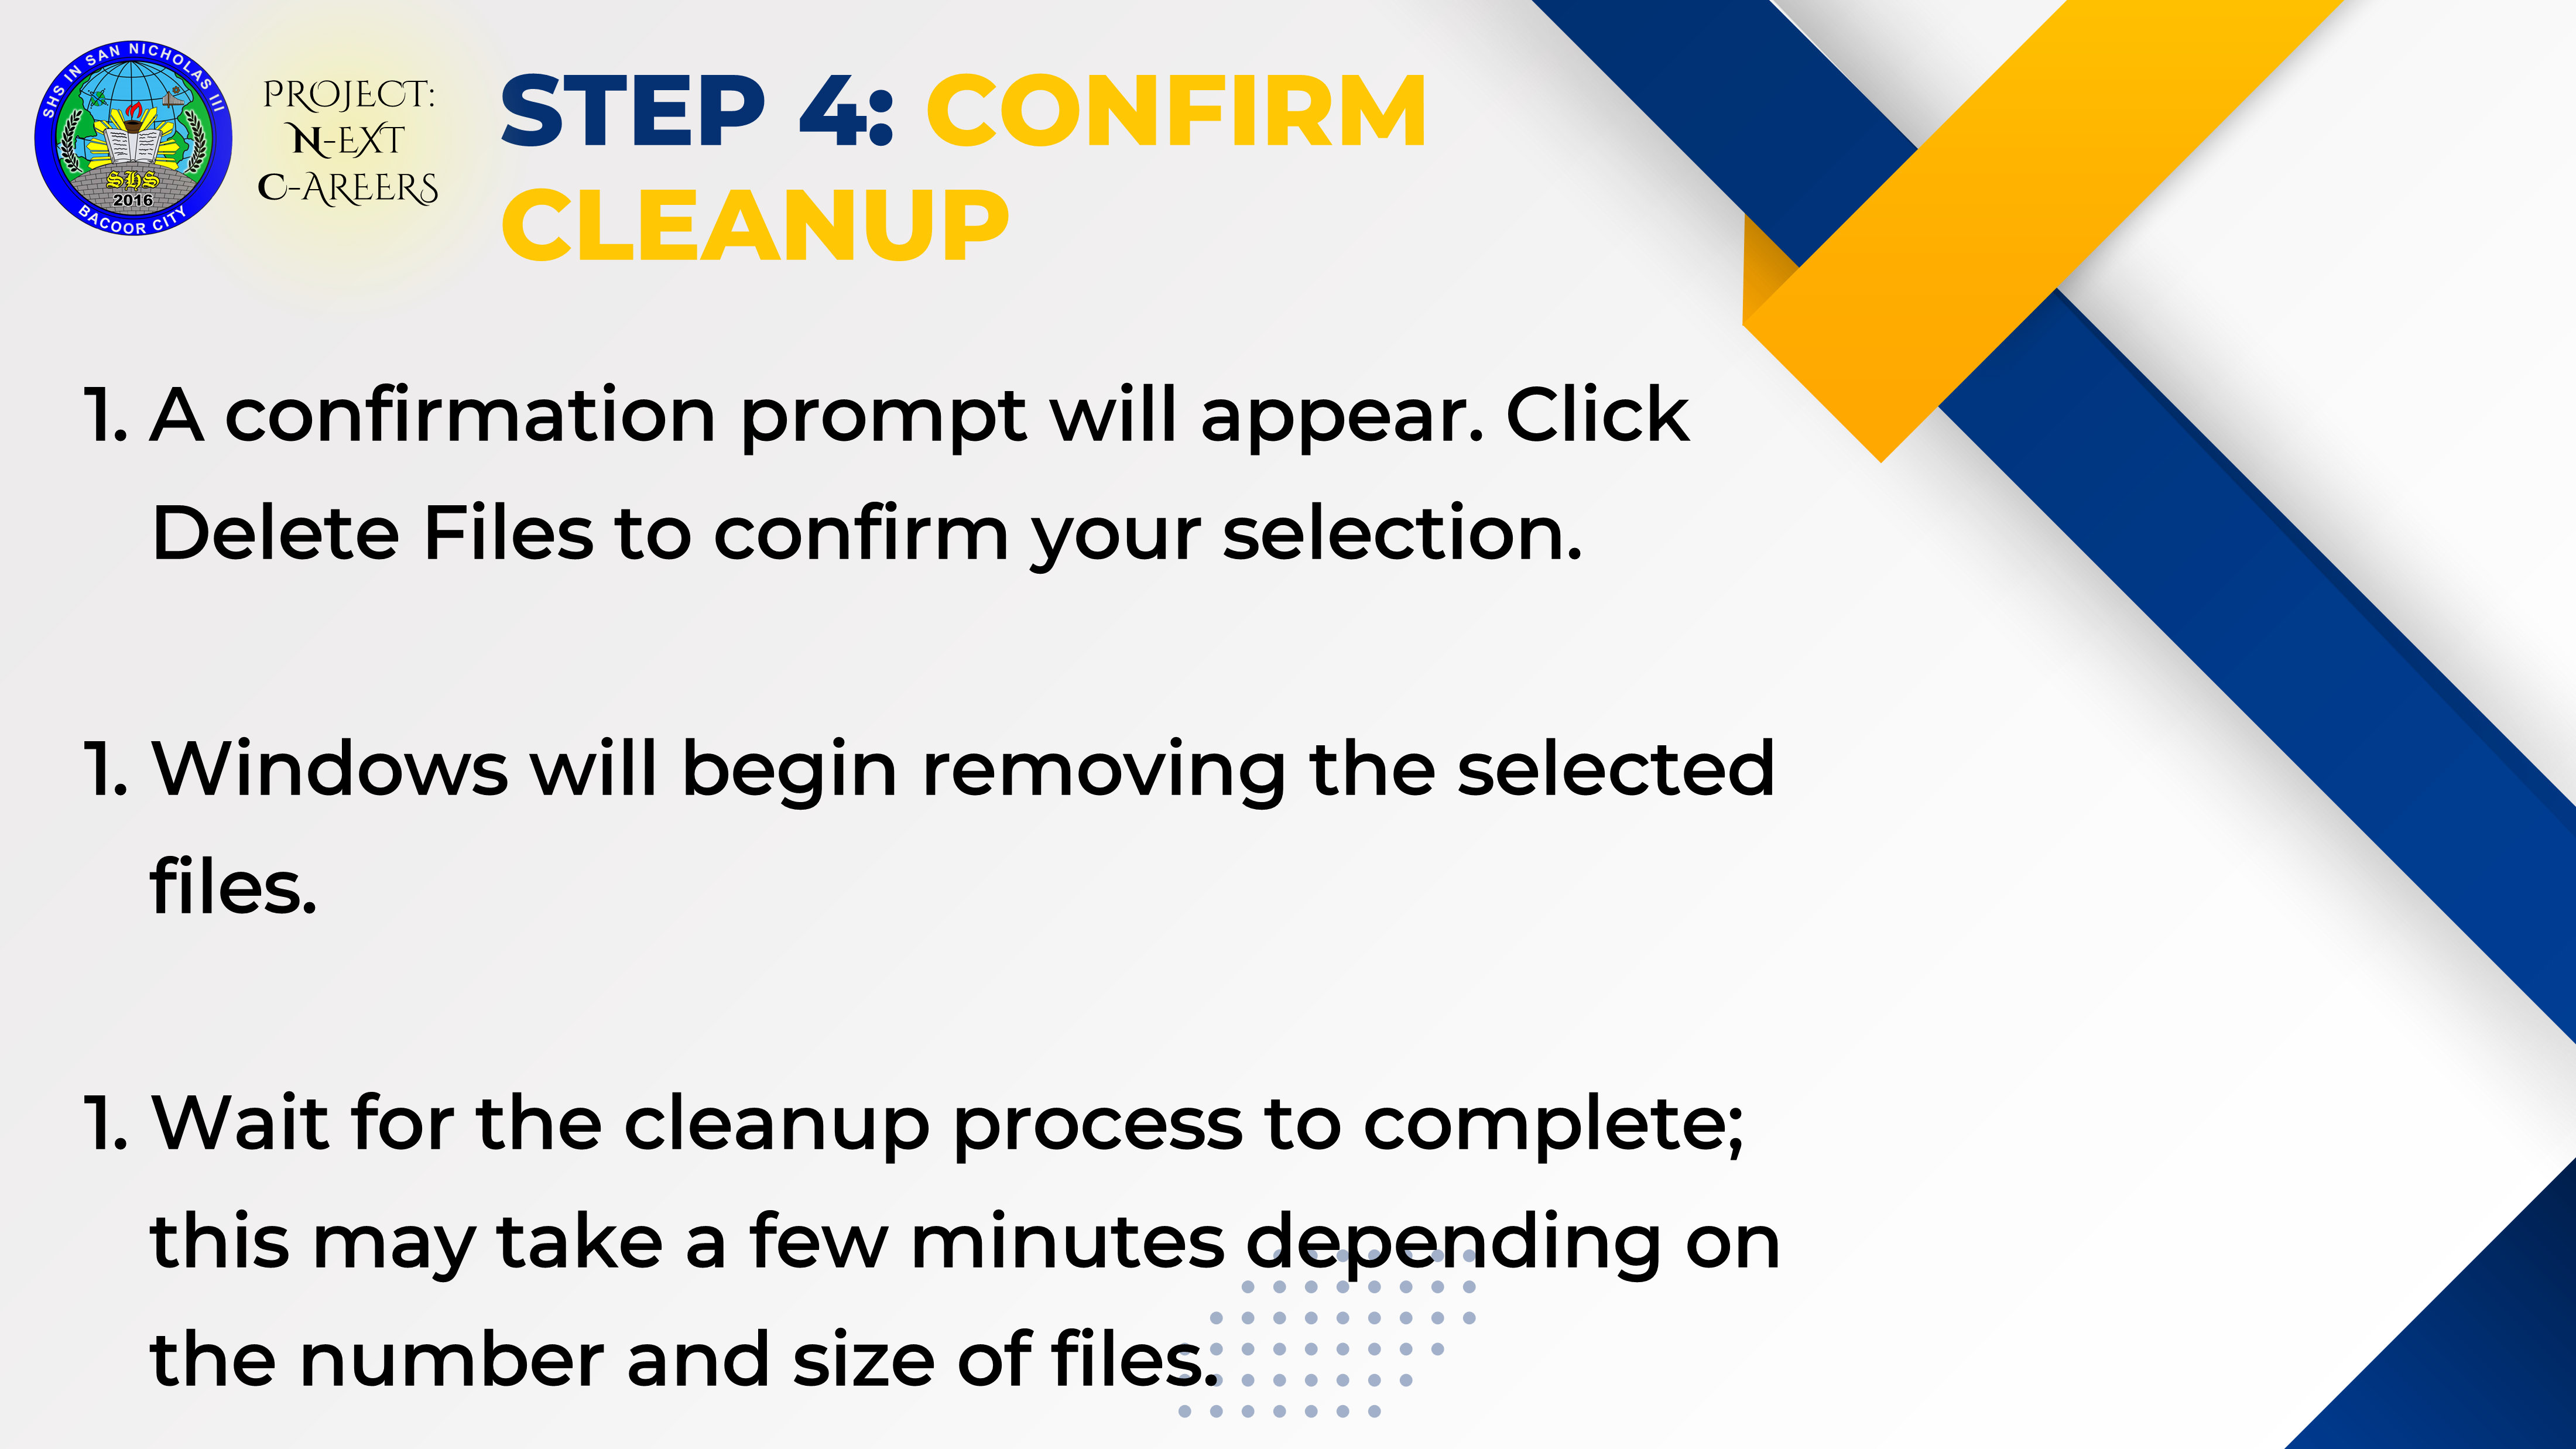 SHS IN SAN NICHOLAS III
SHS
2016
BACOOR CITY
PROJECT:
N-EXT
C-AREERS
STEP 4: CONFIRM
CLEANUP
1. A confirmation prompt will appear. Click
Delete Files to confirm your selection.
1. Windows will begin removing the selected
files.
1. Wait for the cleanup process to complete;
this may take a few minutes depending on
the number and size of files.